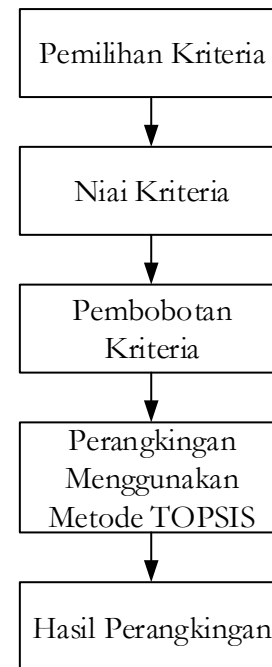 Pemilihan Kriteria
Niai Kriteria
Pembobotan
Kriteria
Perangkingan
Menggunakan
Metode TOPSIS
Hasil Perangkingan